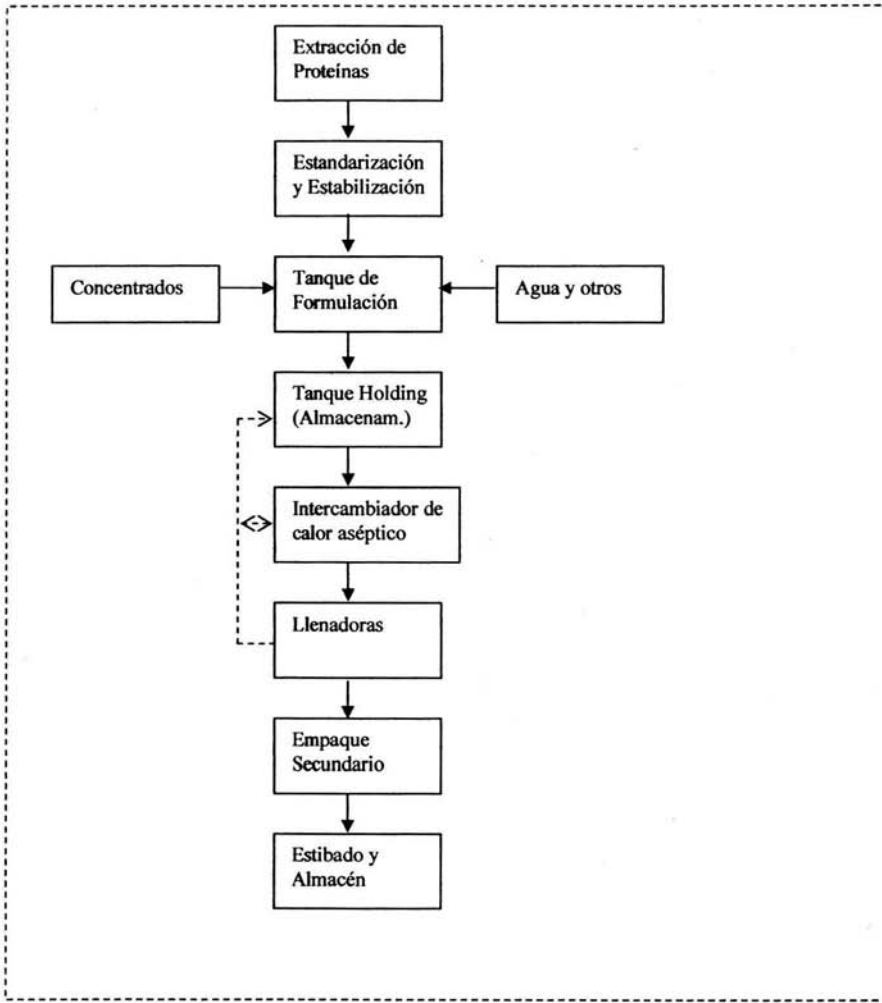 Extracción de
Proteínas
Estandarización
y Estabilización
Concentrados
Tanque de
Formulación
Agua y otros
Tanque Holding
(Almacenam.)
Intercambiador de
calor aséptico
Llenadoras
Empaque
Secundario
Estibado y
Almacén